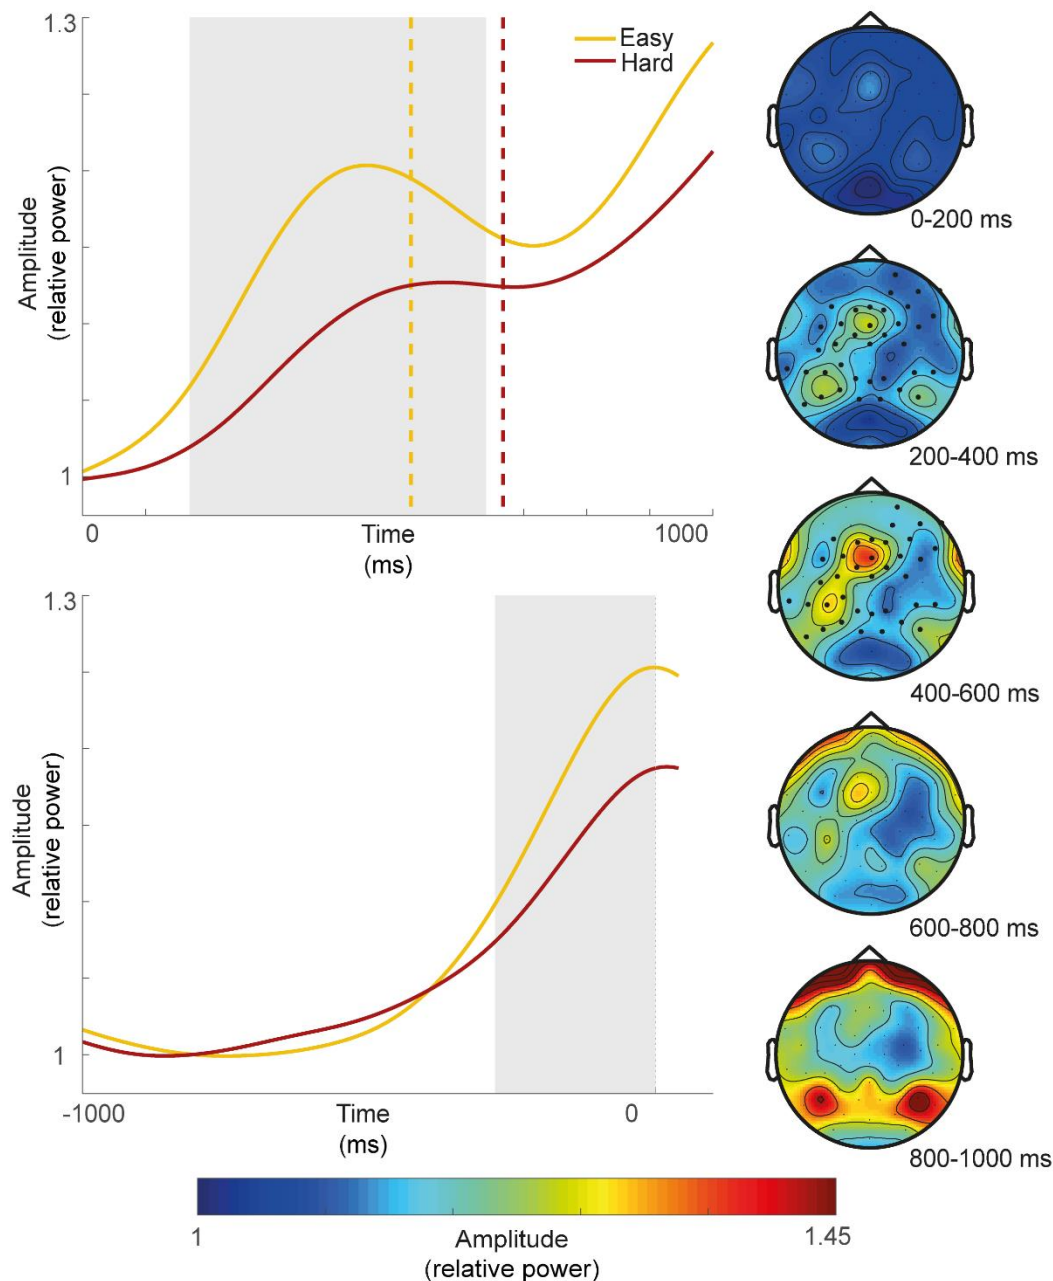 1.3
Easy
Hard
Amplitude
(relative power)
1
0
Time
(ms)
1000
0-200 ms
200-400 ms
400-600 ms
600-800 ms
800-1000 ms
1.3
Amplitude
(relative power)
1
-1000
Time
(ms)
0
1
Amplitude
(relative power)
1.45